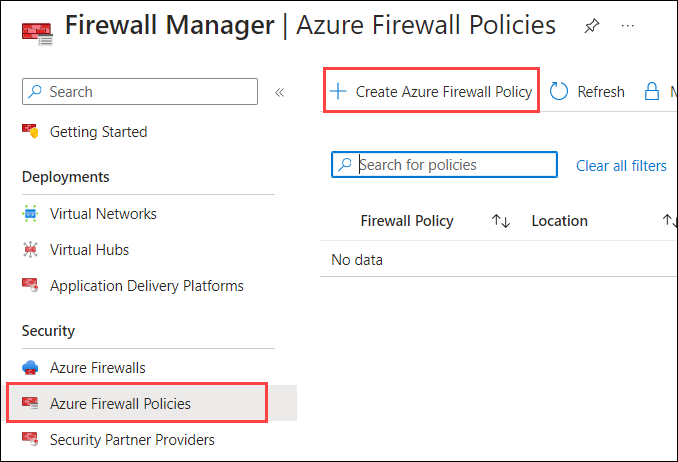 Firewall Manager | Azure Firewall Policies
Search
«
Getting Started
Deployments
Virtual Networks
Virtual Hubs
Application Delivery Platforms
Security
Azure Firewalls
Azure Firewall Policies
Security Partner Providers
+ Create Azure Firewall Policy Refresh
Search for policies Clear all filters
Firewall Policy ↑↓ Location ↑↓
No data